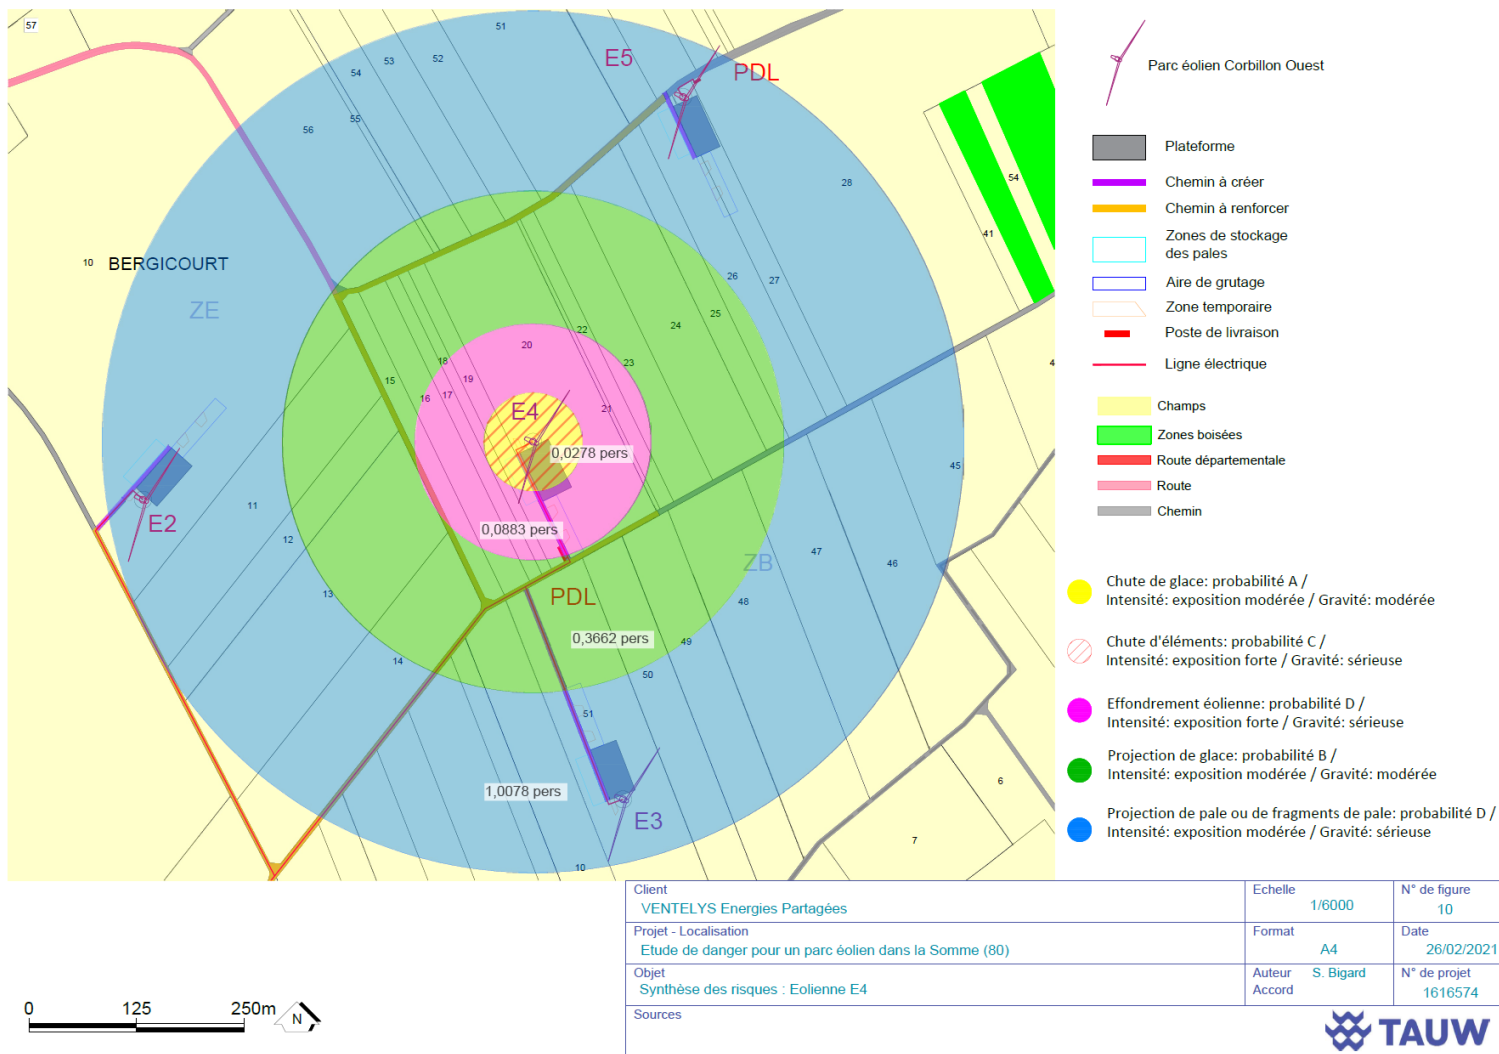 57
51
52
53
54
55
56
E5
PDL
28
54
41
10 BERGICOURT
ZE
26
27
25
24
22
23
20
18
19
15
16
17
21
E4
0,0278 pers
0,0883 pers
PDL
0,3662 pers
1,0078 pers
E2
11
12
13
14
45
46
47
ZB
48
49
50
51
E3
10
4
6
7
Parc éolien Corbillon Ouest
Plateforme
Chemin à créer
Chemin à renforcer
Zones de stockage
des pales
Aire de grutage
Zone temporaire
Poste de livraison
Ligne électrique
Champs
Zones boisées
Route départementale
Route
Chemin
Chute de glace: probabilité A /
Intensité: exposition modérée / Gravité: modérée
Chute d'éléments: probabilité C /
Intensité: exposition forte / Gravité: sérieuse
Effondrement éolienne: probabilité D /
Intensité: exposition forte / Gravité: sérieuse
Projection de glace: probabilité B /
Intensité: exposition modérée / Gravité: modérée
Projection de pale ou de fragments de pale: probabilité D /
Intensité: exposition modérée / Gravité: sérieuse
Client
VENTELYS Energies Partagées
Echelle
1/6000
N° de figure
10
Projet - Localisation
Etude de danger pour un parc éolien dans la Somme (80)
Format
A4
Date
26/02/2021
Objet
Synthèse des risques : Eolienne E4
Auteur S. Bigard
Accord
N° de projet
1616574
Sources
TAUW
0 125 250m
N